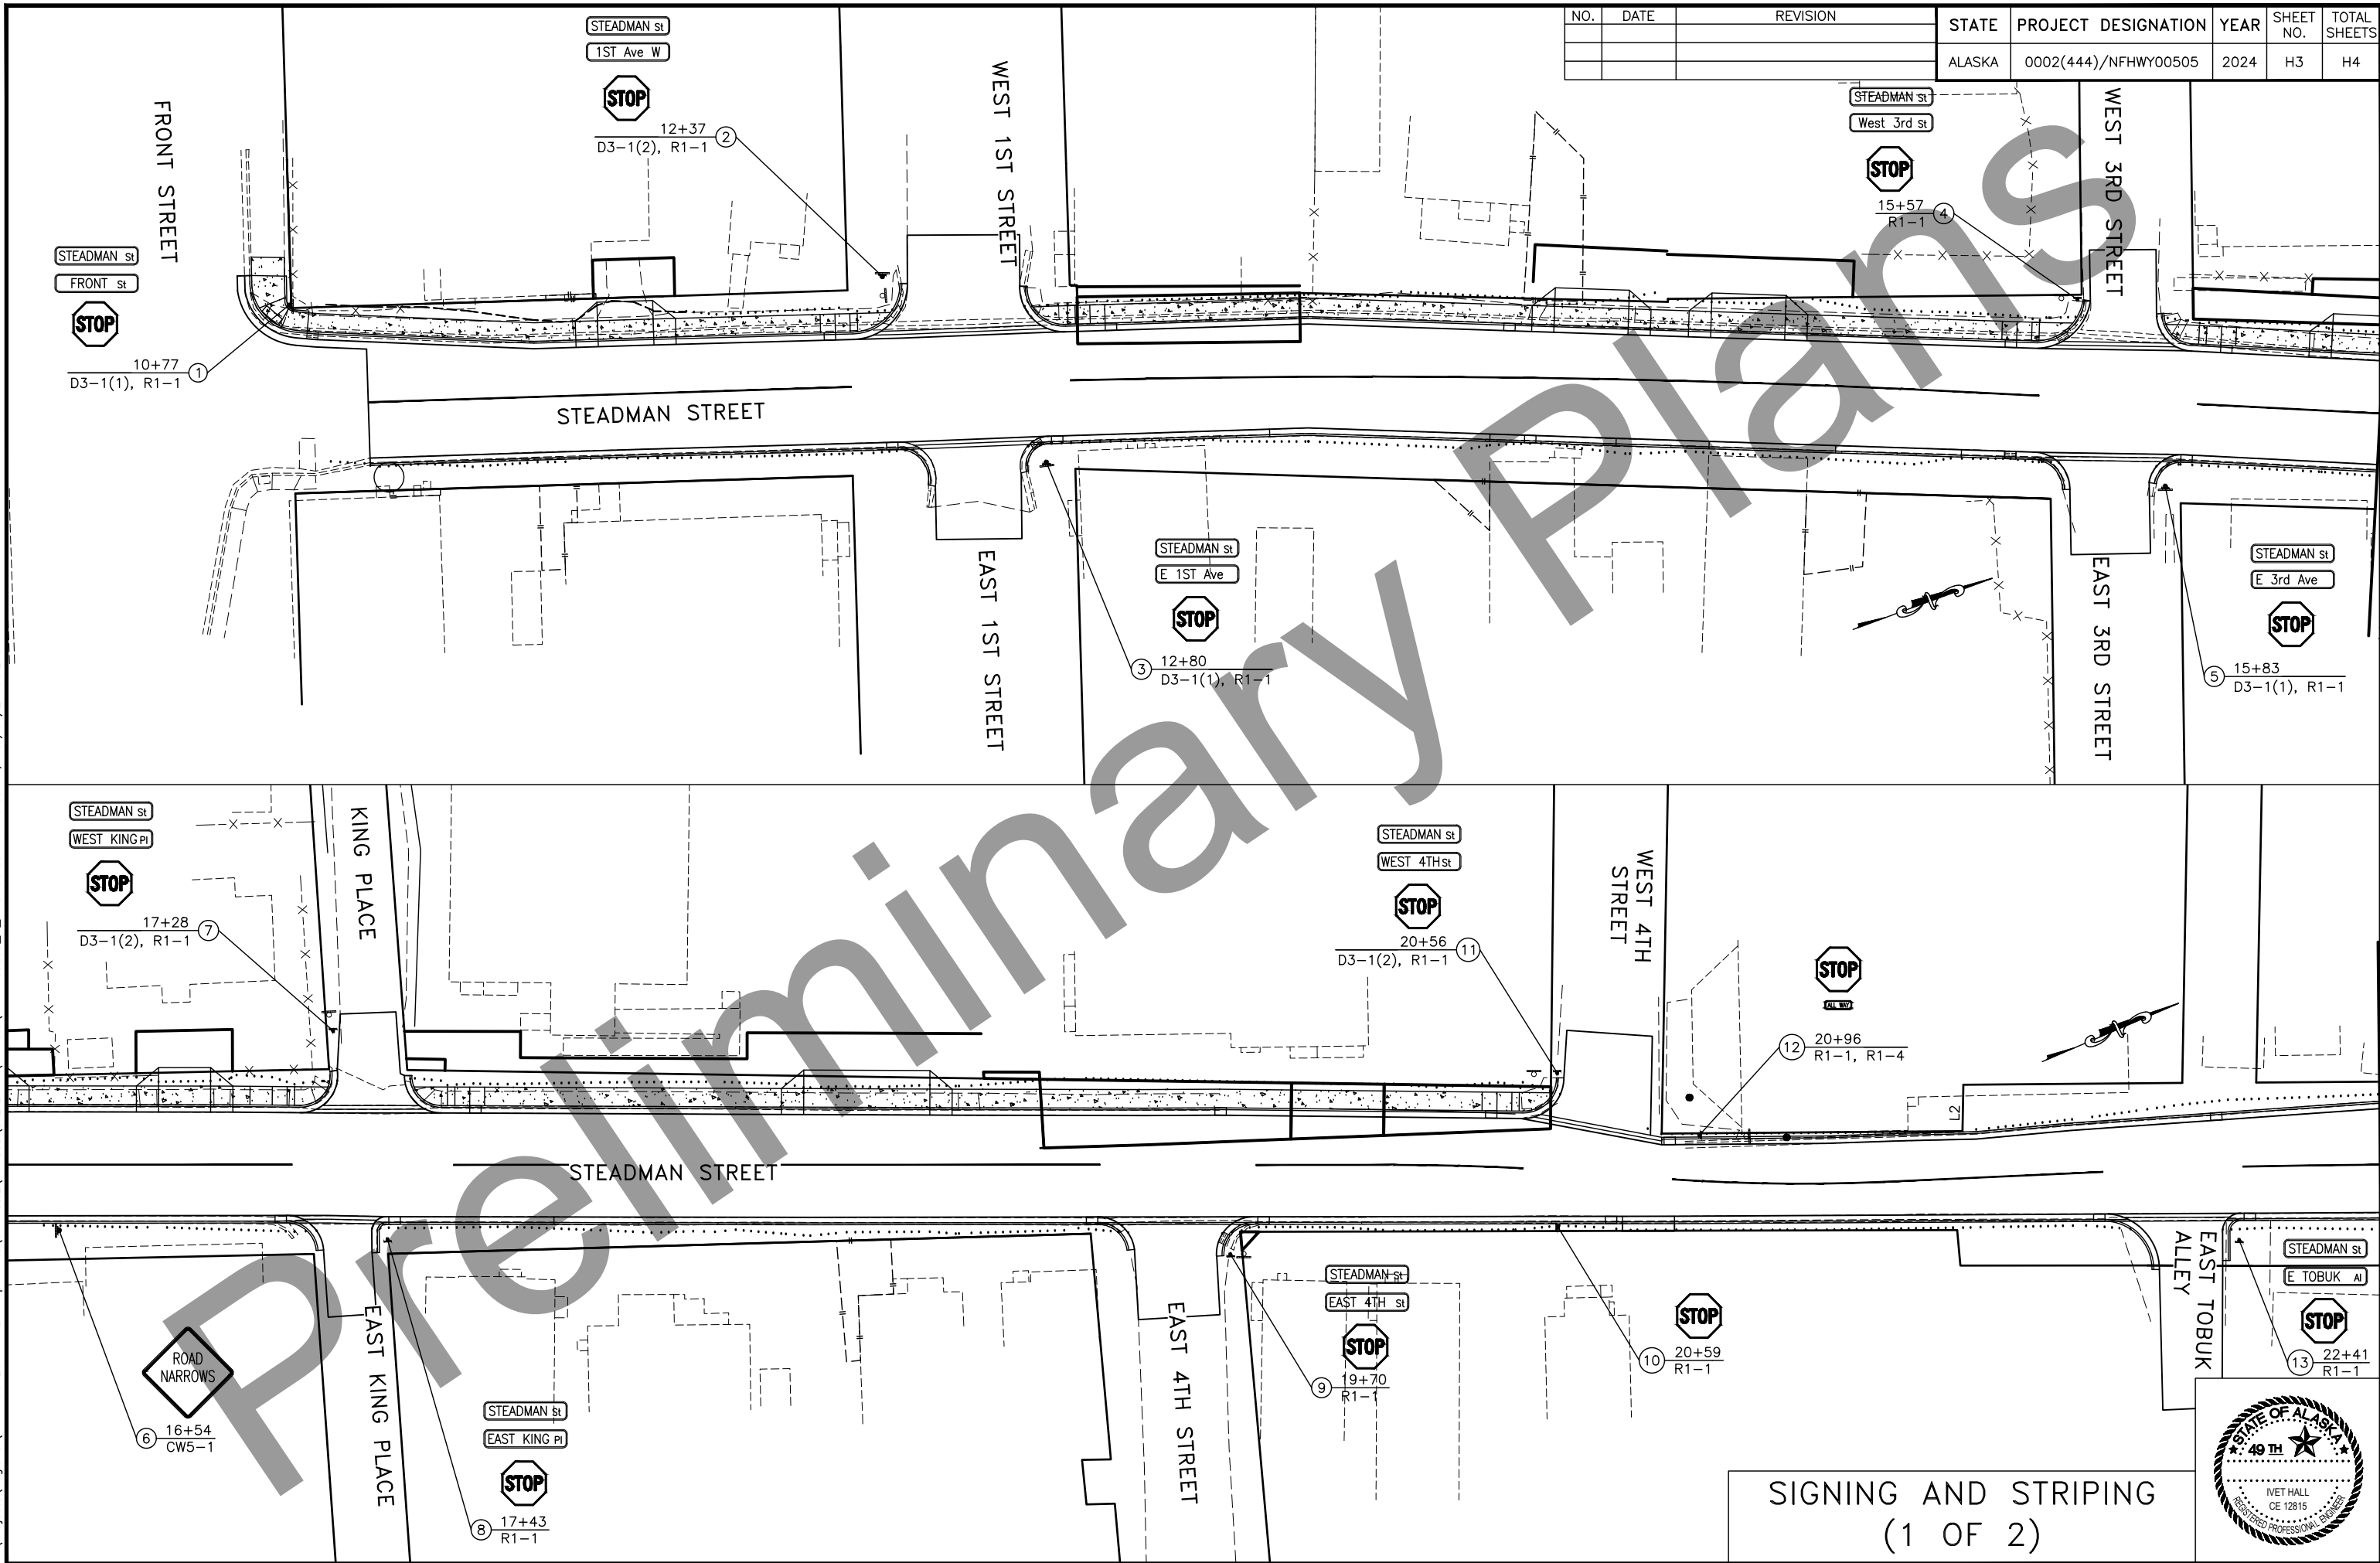 NO. DATE REVISION
STATE PROJECT DESIGNATION YEAR SHEET NO. TOTAL SHEETS
ALASKA 0002(444)/NFHWY00505 2024 H3 H4
FRONT STREET
STEADMAN St
FRONT St
STOP
10+77
D3-1(1), R1-1
1
STEADMAN St
1ST Ave W
STOP
12+37
D3-1(2), R1-1
2
WEST 1ST STREET
STEADMAN St
West 3rd St
STOP
15+57
R1-1
4
WEST 3RD STREET
STEADMAN STREET
EAST 1ST STREET
STEADMAN St
E 1ST Ave
STOP
3
12+80
D3-1(1), R1-1
EAST 3RD STREET
STEADMAN St
E 3rd Ave
STOP
5
15+83
D3-1(1), R1-1
STEADMAN St
WEST KING Pl
STOP
17+28
D3-1(2), R1-1
7
KING PLACE
STEADMAN St
WEST 4TH St
STOP
20+56
D3-1(2), R1-1
11
WEST 4TH
STREET
STOP
ALL WAY
12
20+96
R1-1, R1-4
L2
STEADMAN STREET
ROAD
NARROWS
6
16+54
CW5-1
EAST KING PLACE
STEADMAN St
EAST KING Pl
STOP
8
17+43
R1-1
EAST 4TH STREET
STEADMAN St
EAST 4TH St
STOP
9
19+70
R1-1
STOP
10
20+59
R1-1
EAST TOBUK
ALLEY
STEADMAN St
E TOBUK Al
STOP
13
22+41
R1-1
SIGNING AND STRIPING
(1 OF 2)
STATE OF ALASKA
49 TH
IVET HALL
CE 12815
REGISTERED PROFESSIONAL ENGINEER
Preliminary Plans